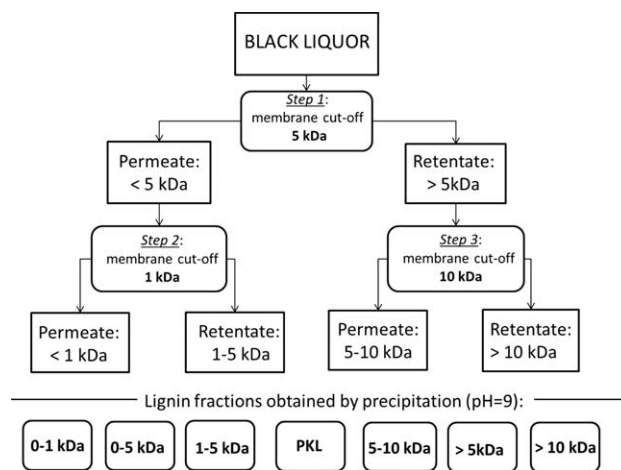 BLACK LIQUOR
Step 1:
membrane cut-off
5 kDa
Permeate:
< 5 kDa
Retentate:
> 5kDa
Step 2:
membrane cut-off
1 kDa
Step 3:
membrane cut-off
10 kDa
Permeate:
< 1 kDa
Retentate:
1-5 kDa
Permeate:
5-10 kDa
Retentate:
> 10 kDa
Lignin fractions obtained by precipitation (pH=9):
0-1 kDa
0-5 kDa
1-5 kDa
PKL
5-10 kDa
> 5kDa
> 10 kDa